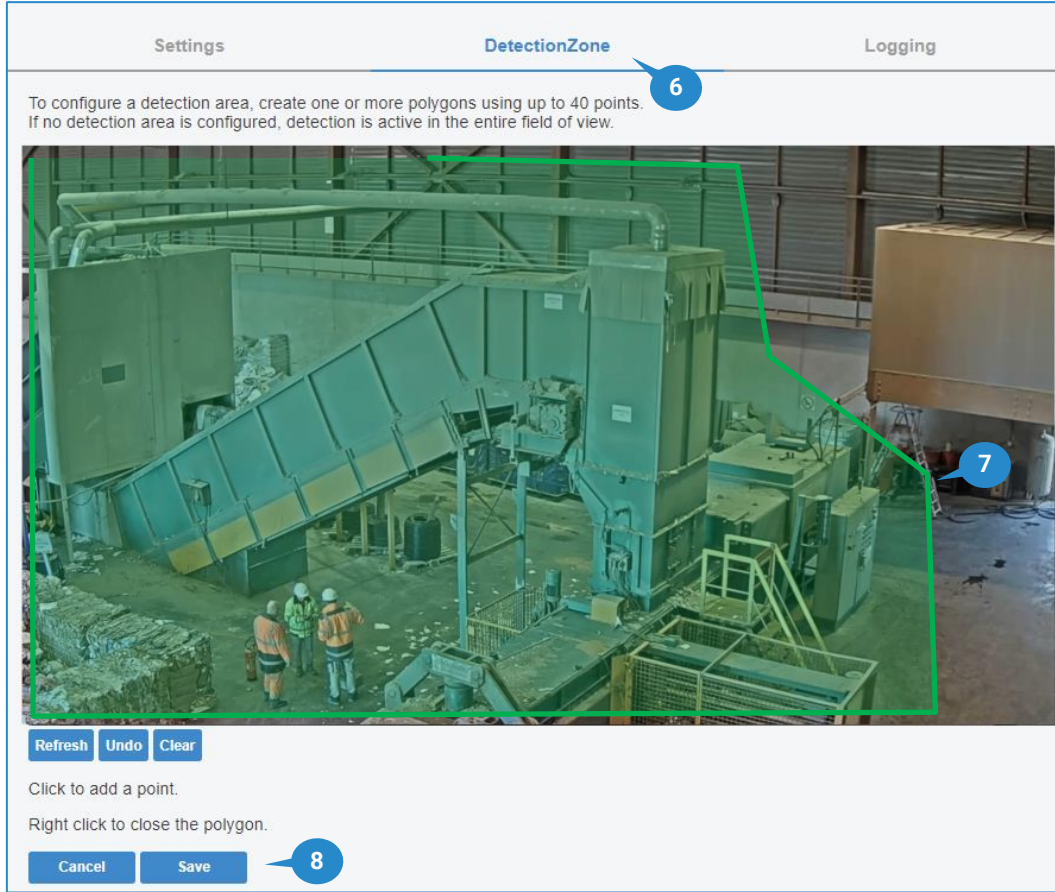 Settings DetectionZone Logging
6
To configure a detection area, create one or more polygons using up to 40 points.
If no detection area is configured, detection is active in the entire field of view.
7
Refresh Undo Clear
Click to add a point.
Right click to close the polygon.
Cancel Save 8